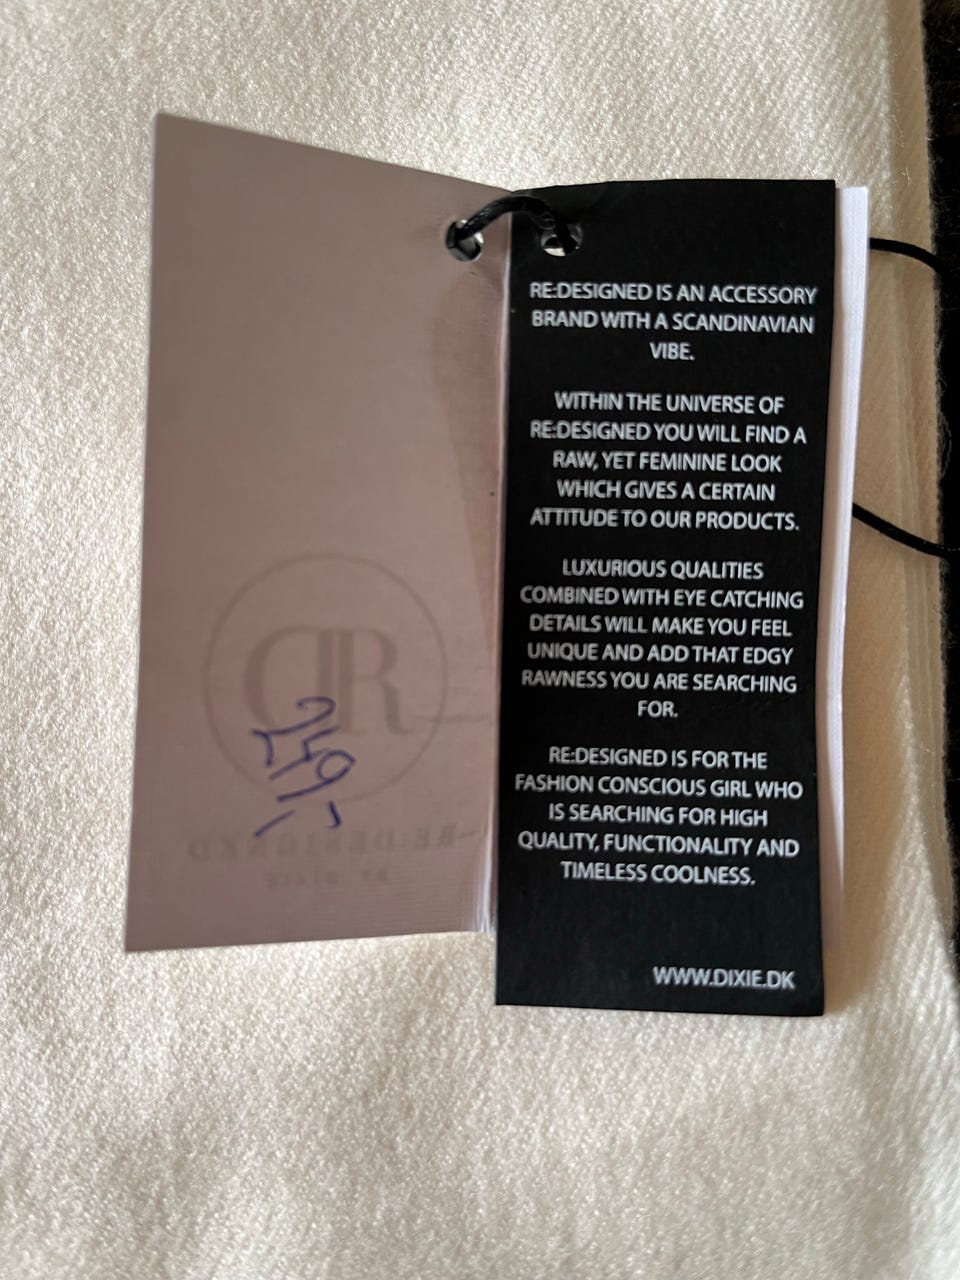 259,-
RE:DESIGNED IS AN ACCESSORY
BRAND WITH A SCANDINAVIAN
VIBE.
WITHIN THE UNIVERSE OF
RE:DESIGNED YOU WILL FIND A
RAW, YET FEMININE LOOK
WHICH GIVES A CERTAIN
ATTITUDE TO OUR PRODUCTS.
LUXURIOUS QUALITIES
COMBINED WITH EYE CATCHING
DETAILS WILL MAKE YOU FEEL
UNIQUE AND ADD THAT EDGY
RAWNESS YOU ARE SEARCHING
FOR.
RE:DESIGNED IS FOR THE
FASHION CONSCIOUS GIRL WHO
IS SEARCHING FOR HIGH
QUALITY, FUNCTIONALITY AND
TIMELESS COOLNESS.
WWW.DIXIE.DK